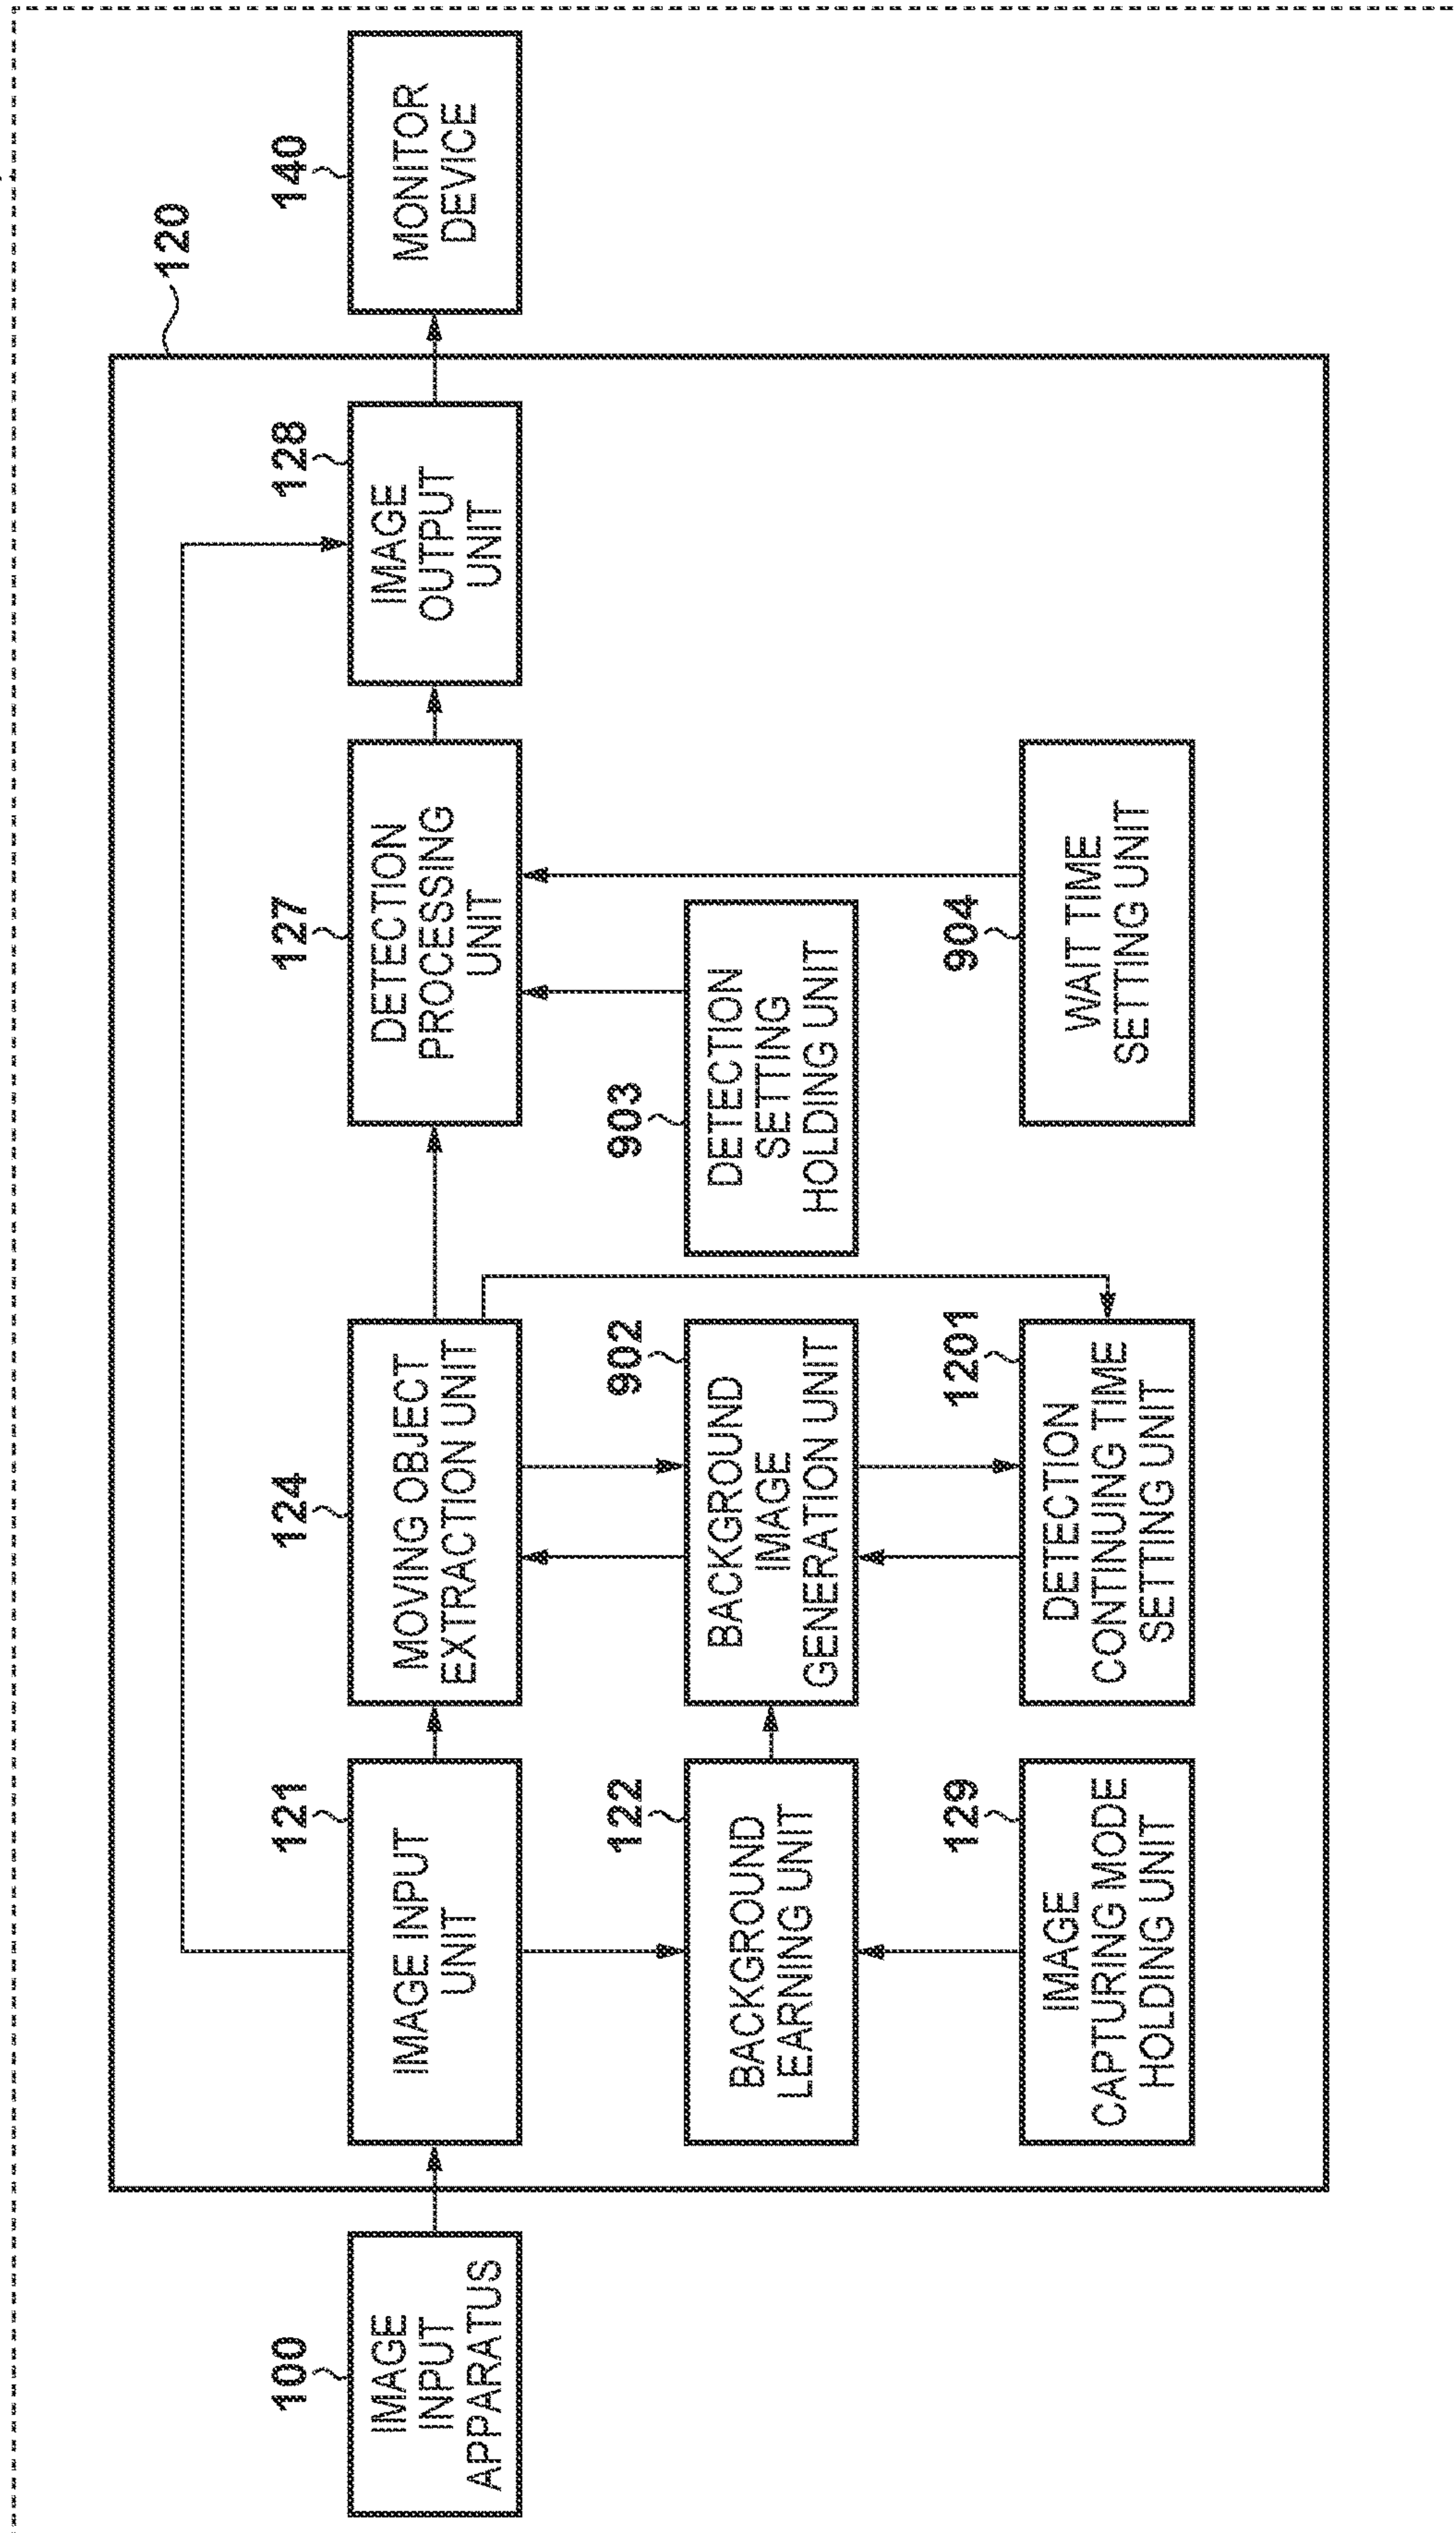 120
100
IMAGE
INPUT
APPARATUS
121
IMAGE INPUT
UNIT
124
MOVING OBJECT
EXTRACTION UNIT
127
DETECTION
PROCESSING
UNIT
128
IMAGE
OUTPUT
UNIT
140
MONITOR
DEVICE
122
BACKGROUND
LEARNING UNIT
902
BACKGROUND
IMAGE
GENERATION UNIT
903
DETECTION
SETTING
HOLDING UNIT
129
IMAGE
CAPTURING MODE
HOLDING UNIT
1201
DETECTION
CONTINUING TIME
SETTING UNIT
904
WAIT TIME
SETTING UNIT